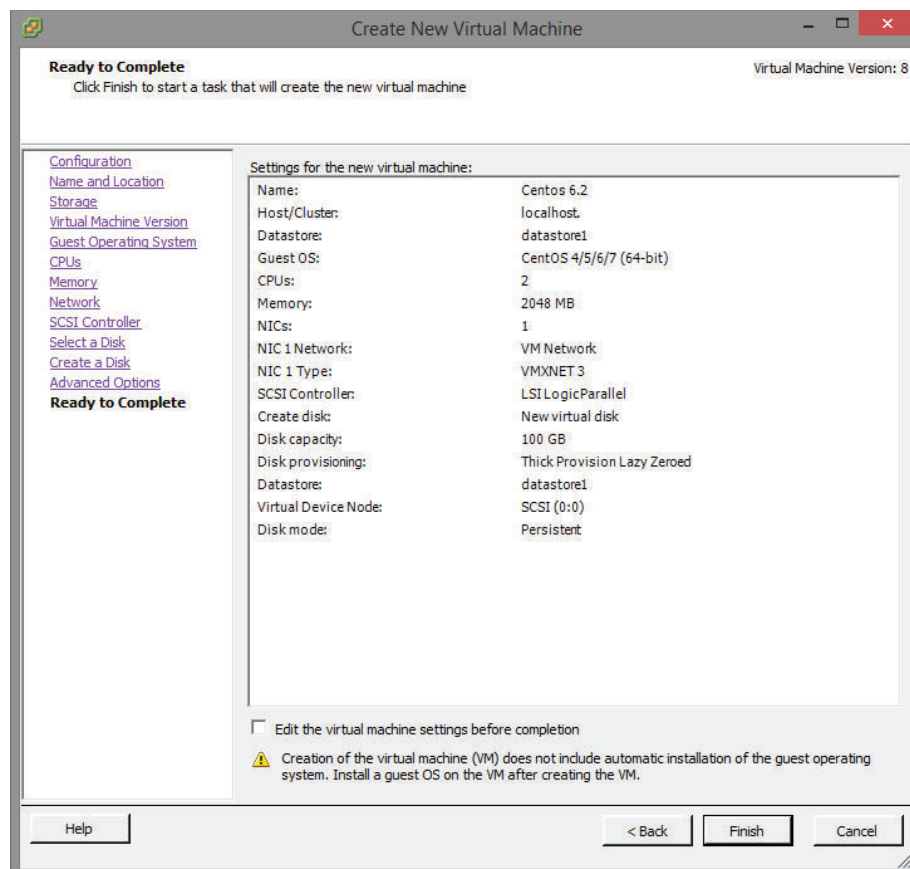 Create New Virtual Machine
Ready to Complete
Click Finish to start a task that will create the new virtual machine
Virtual Machine Version: 8
Configuration
Name and Location
Storage
Virtual Machine Version
Guest Operating System
CPUs
Memory
Network
SCSI Controller
Select a Disk
Create a Disk
Advanced Options
Ready to Complete
Settings for the new virtual machine:
Name: Centos 6.2
Host/Cluster: localhost.
Datastore: datastore1
Guest OS: CentOS 4/5/6/7 (64-bit)
CPUs: 2
Memory: 2048 MB
NICs: 1
NIC 1 Network: VM Network
NIC 1 Type: VMXNET 3
SCSI Controller: LSI Logic Parallel
Create disk: New virtual disk
Disk capacity: 100 GB
Disk provisioning: Thick Provision Lazy Zeroed
Datastore: datastore1
Virtual Device Node: SCSI (0:0)
Disk mode: Persistent
Edit the virtual machine settings before completion
Creation of the virtual machine (VM) does not include automatic installation of the guest operating
system. Install a guest OS on the VM after creating the VM.
Help
< Back
Finish
Cancel